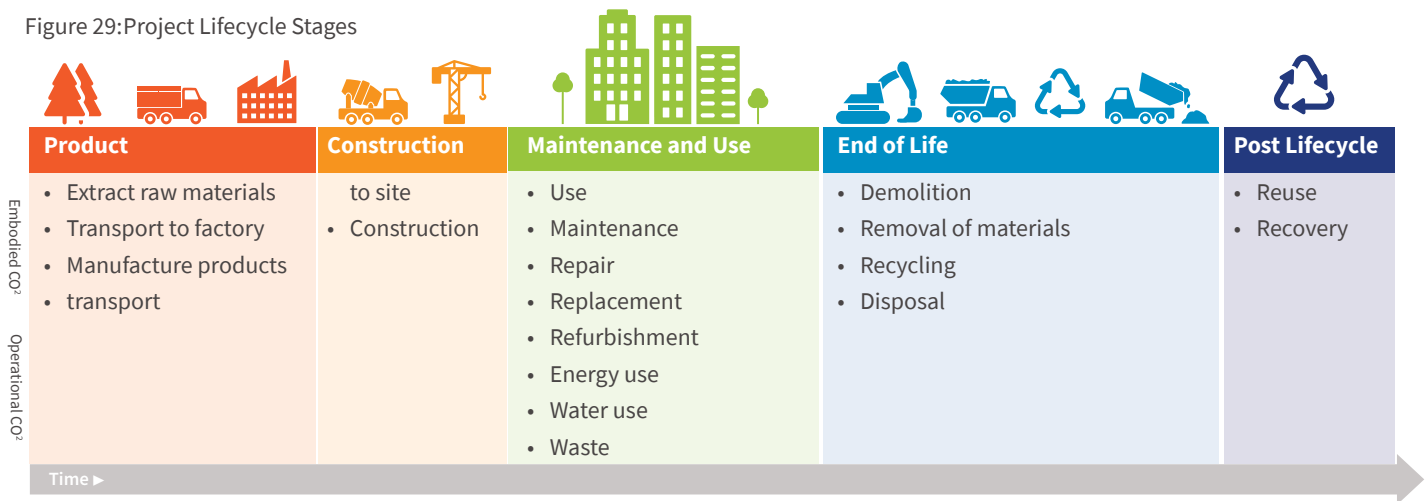 Figure 29:Project Lifecycle Stages
Product
• Extract raw materials
• Transport to factory
• Manufacture products
• transport
Construction
to site
• Construction
Maintenance and Use
• Use
• Maintenance
• Repair
• Replacement
• Refurbishment
• Energy use
• Water use
• Waste
End of Life
• Demolition
• Removal of materials
• Recycling
• Disposal
Post Lifecycle
• Reuse
• Recovery
Embodied CO²
Operational CO²
Time ▸